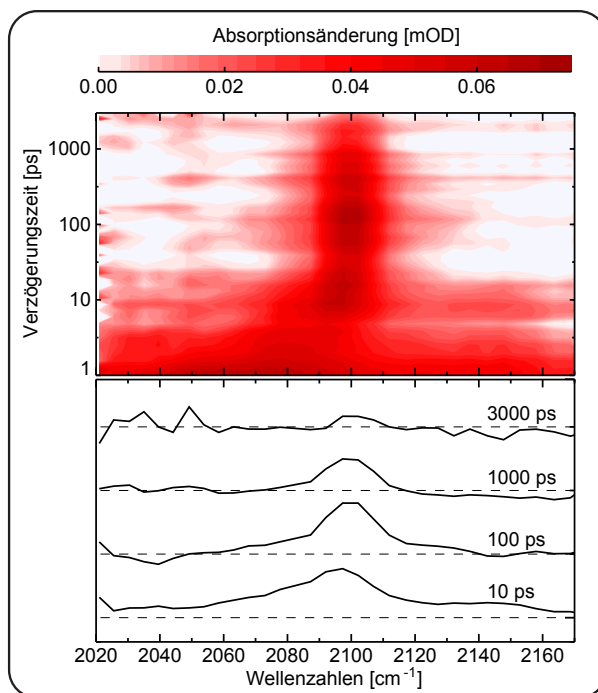 Absorptionsänderung [mOD]
0.00 0.02 0.04 0.06
Verzögerungszeit [ps]
1000
100
10
1
3000 ps
1000 ps
100 ps
10 ps
2020 2040 2060 2080 2100 2120 2140 2160
Wellenzahlen [cm⁻¹]